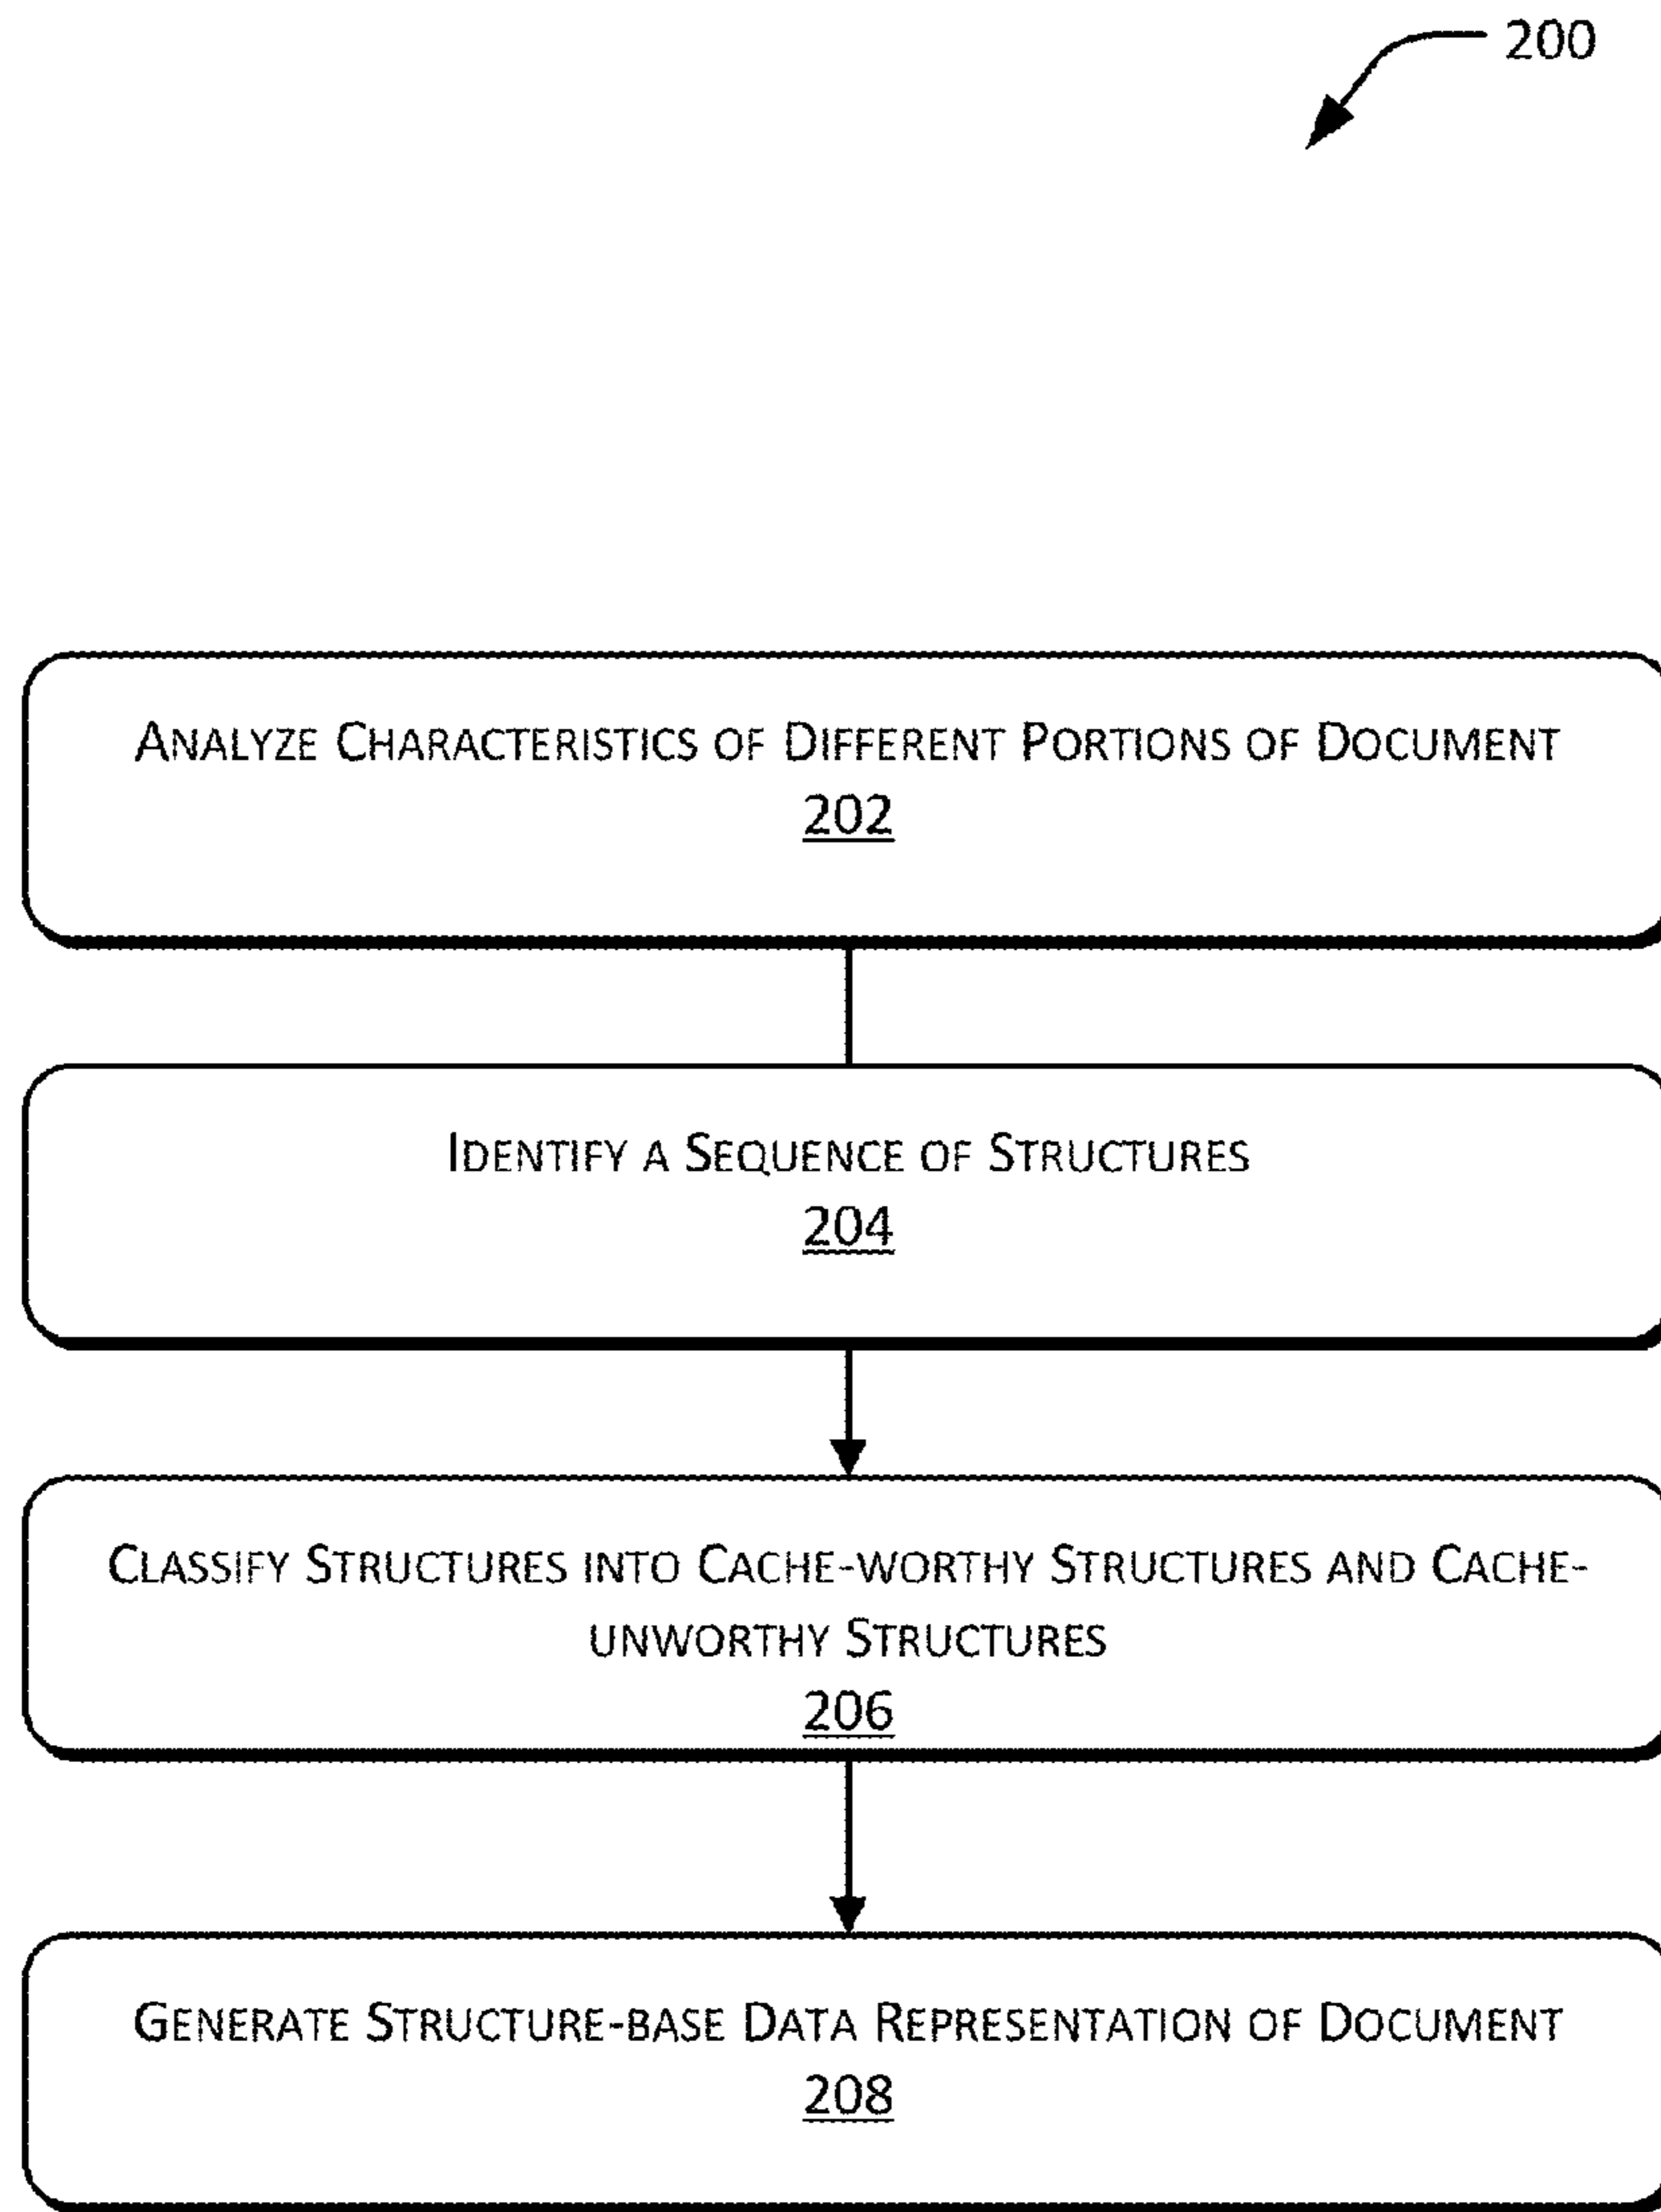 200
Analyze Characteristics of Different Portions of Document
202
Identify a Sequence of Structures
204
Classify Structures into Cache-worthy Structures and Cache-
unworthy Structures
206
Generate Structure-base Data Representation of Document
208